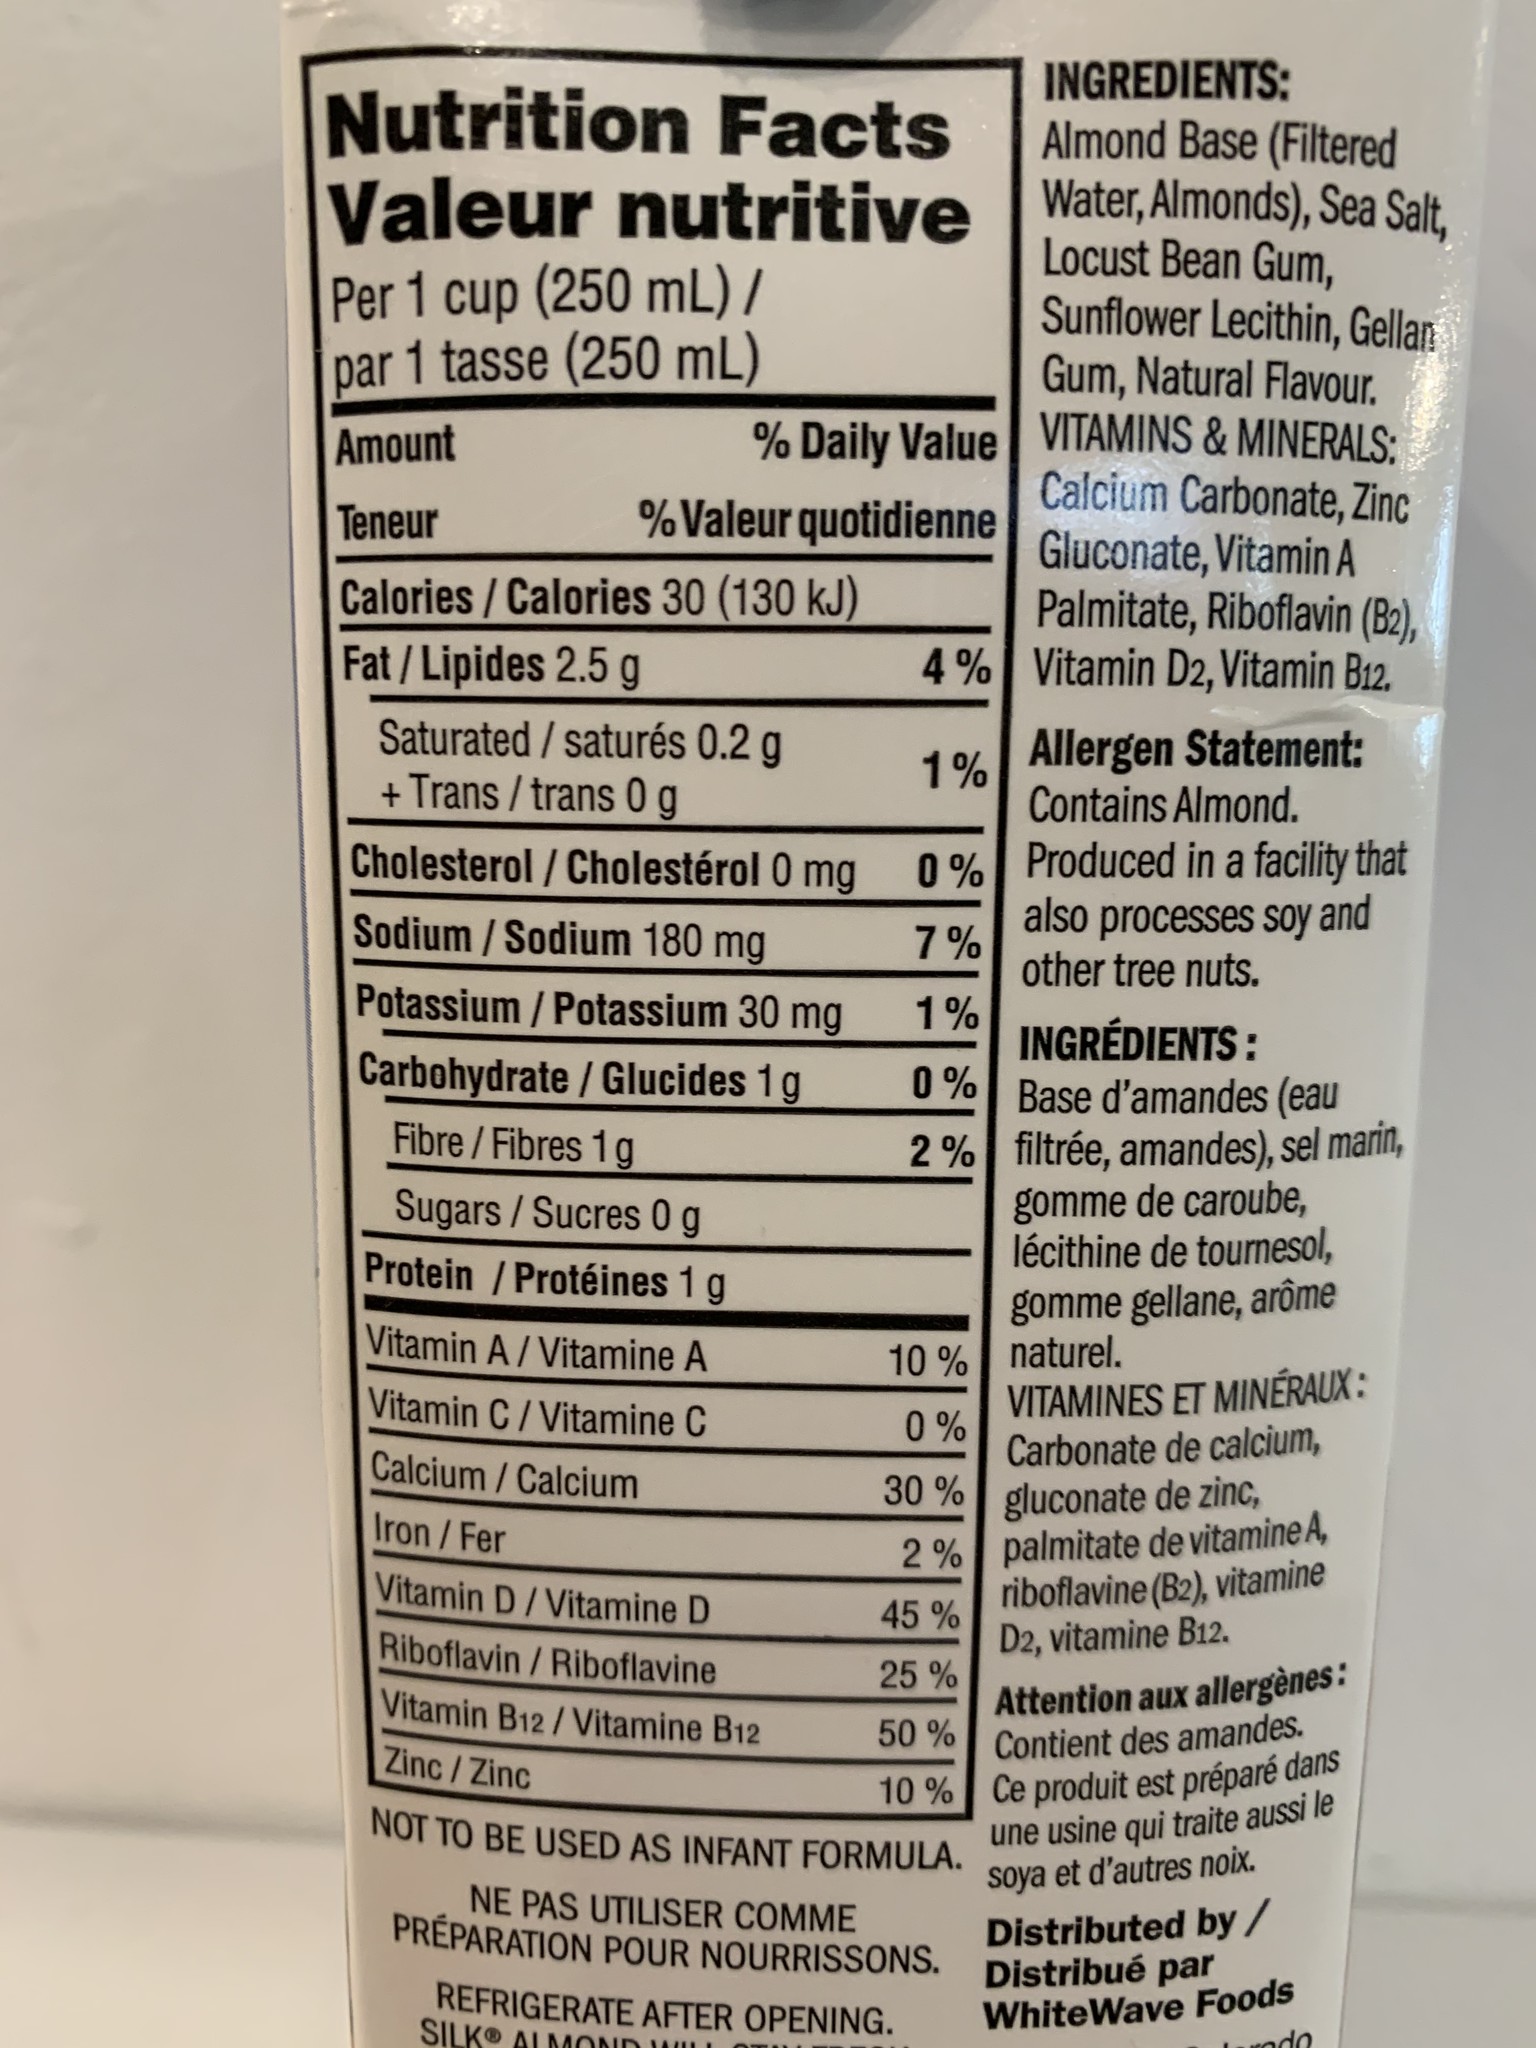 Nutrition Facts
Valeur nutritive
Per 1 cup (250 mL) /
par 1 tasse (250 mL)
Amount % Daily Value
Teneur % Valeur quotidienne
Calories / Calories 30 (130 kJ)
Fat / Lipides 2.5 g 4 %
Saturated / saturés 0.2 g
+ Trans / trans 0 g 1 %
Cholesterol / Cholestérol 0 mg 0 %
Sodium / Sodium 180 mg 7 %
Potassium / Potassium 30 mg 1 %
Carbohydrate / Glucides 1 g 0 %
Fibre / Fibres 1 g 2 %
Sugars / Sucres 0 g
Protein / Protéines 1 g
Vitamin A / Vitamine A 10 %
Vitamin C / Vitamine C 0 %
Calcium / Calcium 30 %
Iron / Fer 2 %
Vitamin D / Vitamine D 45 %
Riboflavin / Riboflavine 25 %
Vitamin B12 / Vitamine B12 50 %
Zinc / Zinc 10 %
NOT TO BE USED AS INFANT FORMULA.
NE PAS UTILISER COMME
PRÉPARATION POUR NOURRISSONS.
REFRIGERATE AFTER OPENING.
SILK® ALMOND WILL STAY FRESH
INGREDIENTS:
Almond Base (Filtered
Water, Almonds), Sea Salt,
Locust Bean Gum,
Sunflower Lecithin, Gellan
Gum, Natural Flavour.
VITAMINS & MINERALS:
Calcium Carbonate, Zinc
Gluconate, Vitamin A
Palmitate, Riboflavin (B2),
Vitamin D2, Vitamin B12.
Allergen Statement:
Contains Almond.
Produced in a facility that
also processes soy and
other tree nuts.
INGRÉDIENTS :
Base d'amandes (eau
filtrée, amandes), sel marin,
gomme de caroube,
lécithine de tournesol,
gomme gellane, arôme
naturel.
VITAMINES ET MINÉRAUX :
Carbonate de calcium,
gluconate de zinc,
palmitate de vitamine A,
riboflavine (B2), vitamine
D2, vitamine B12.
Attention aux allergènes :
Contient des amandes.
Ce produit est préparé dans
une usine qui traite aussi le
soya et d'autres noix.
Distributed by /
Distribué par
WhiteWave Foods